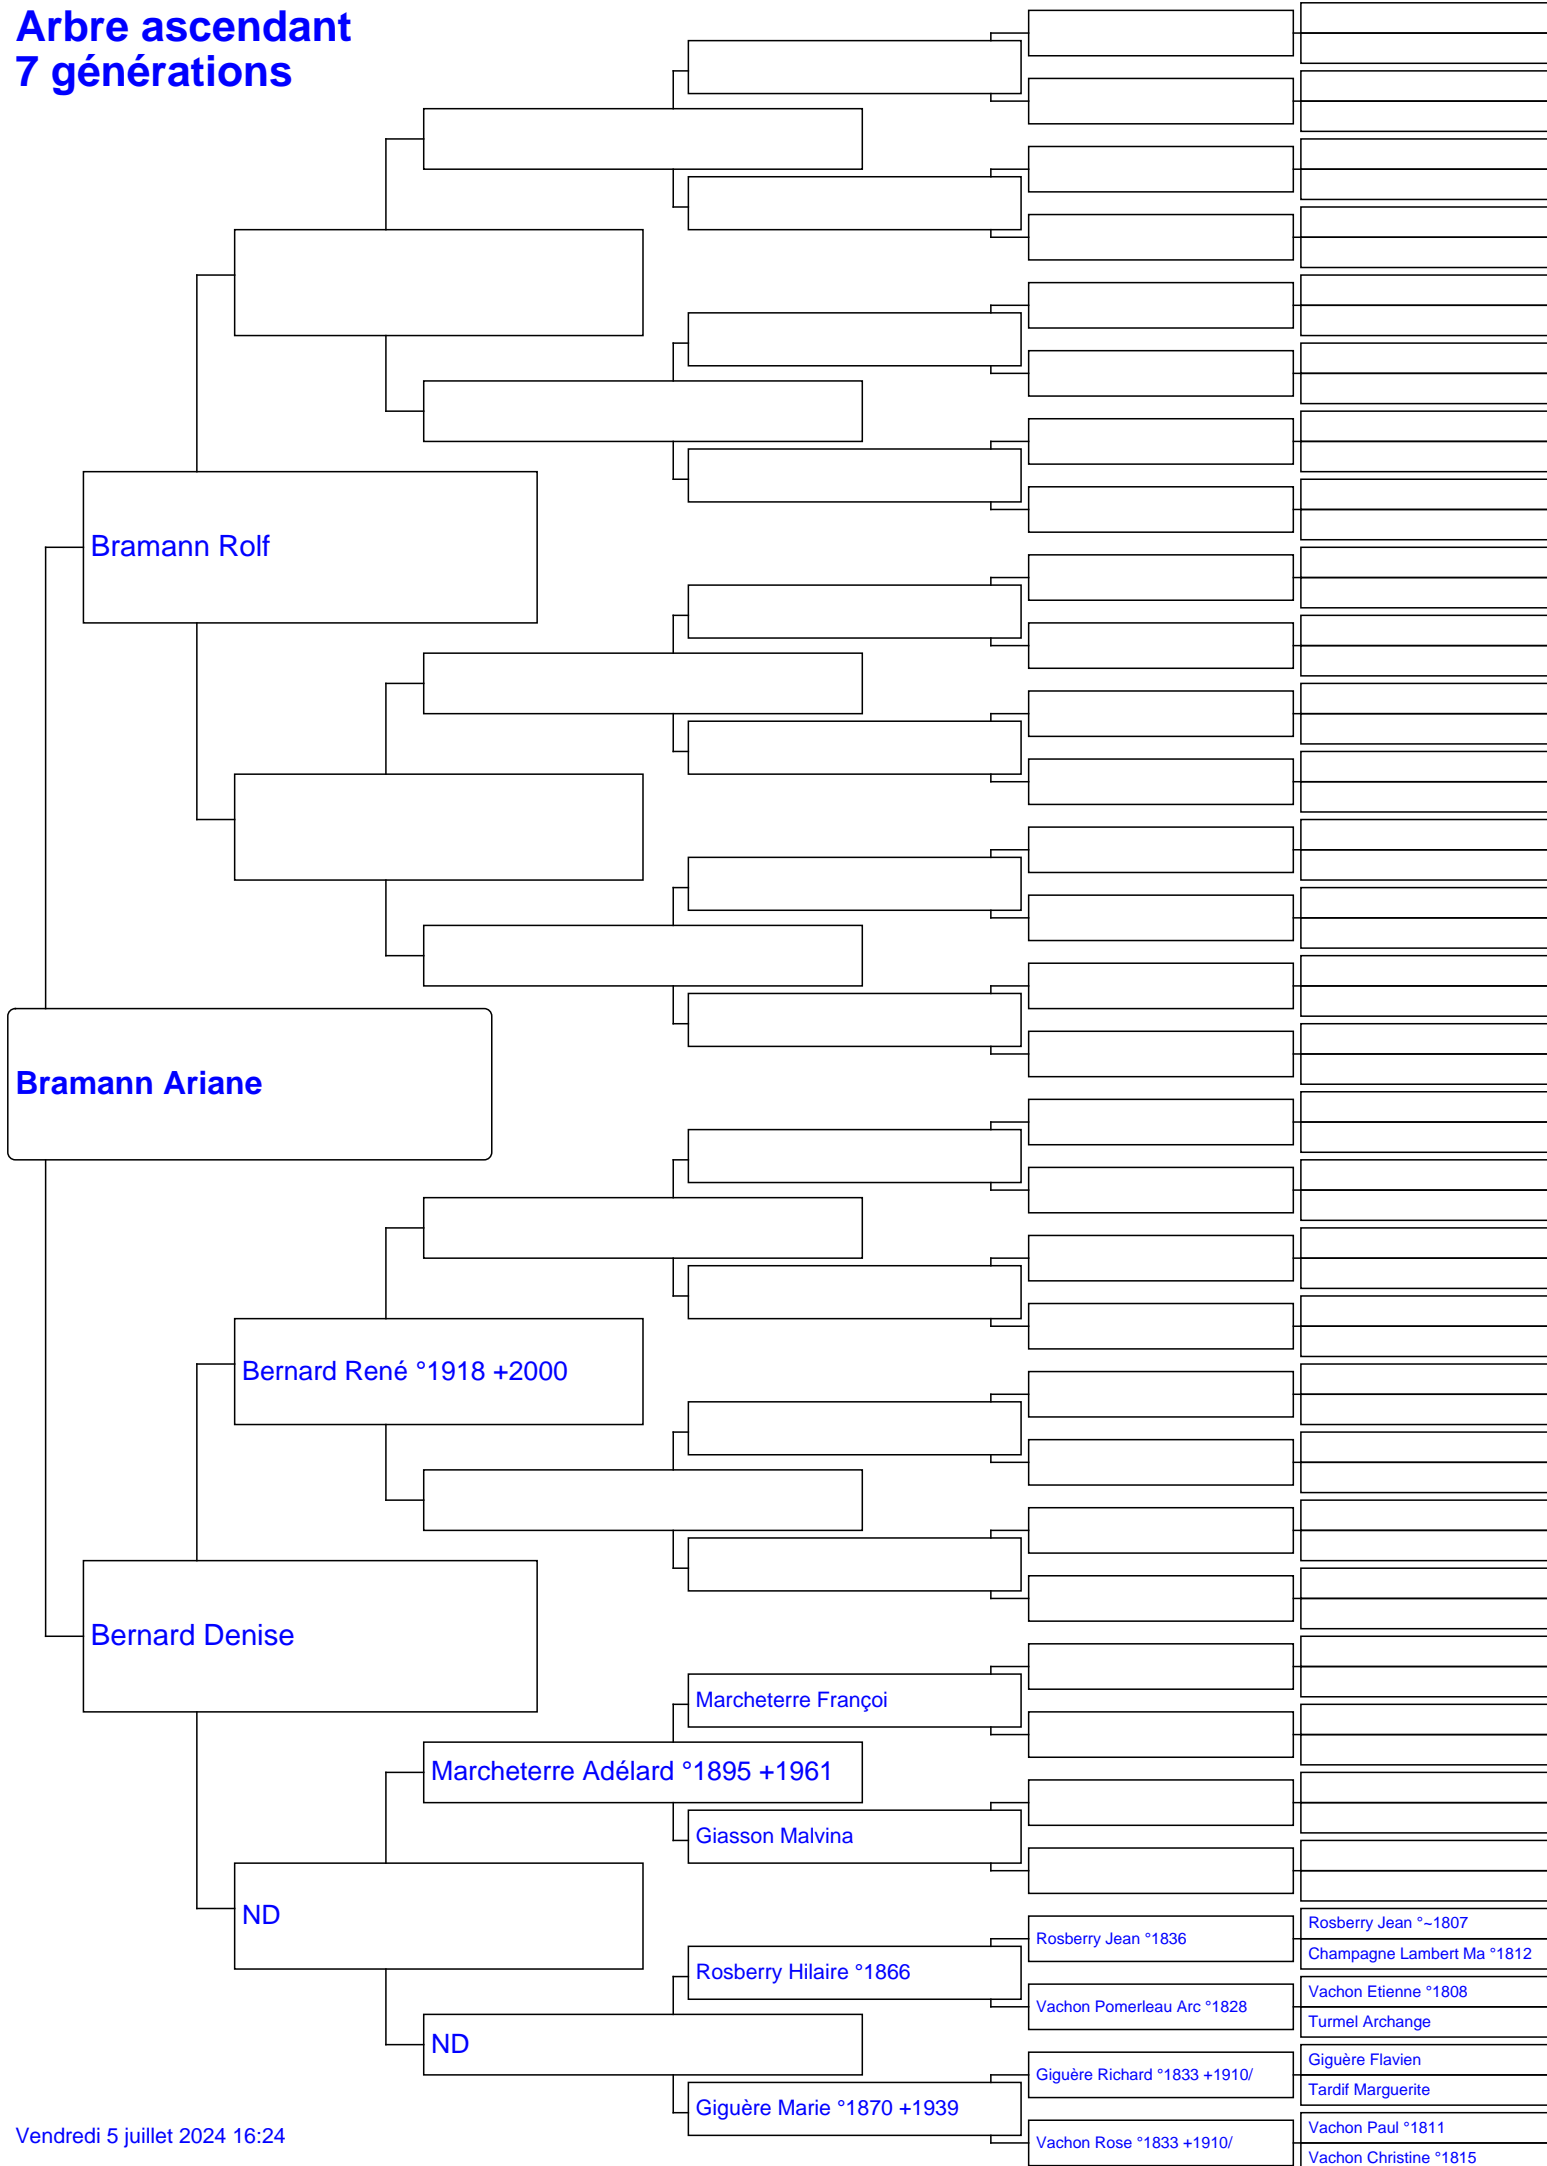 Arbre ascendant
7 générations
Bramann Rolf
Bramann Ariane
Bernard René °1918 +2000
Bernard Denise
Marcheterre Françoi
Marcheterre Adélard °1895 +1961
Giasson Malvina
ND
Rosberry Jean °~1807
Rosberry Jean °1836
Champagne Lambert Ma °1812
Rosberry Hilaire °1866
Vachon Etienne °1808
Vachon Pomerleau Arc °1828
Turmel Archange
ND
Giguère Flavien
Giguère Richard °1833 +1910/
Tardif Marguerite
Giguère Marie °1870 +1939
Vachon Paul °1811
Vachon Rose °1833 +1910/
Vachon Christine °1815
Vendredi 5 juillet 2024 16:24